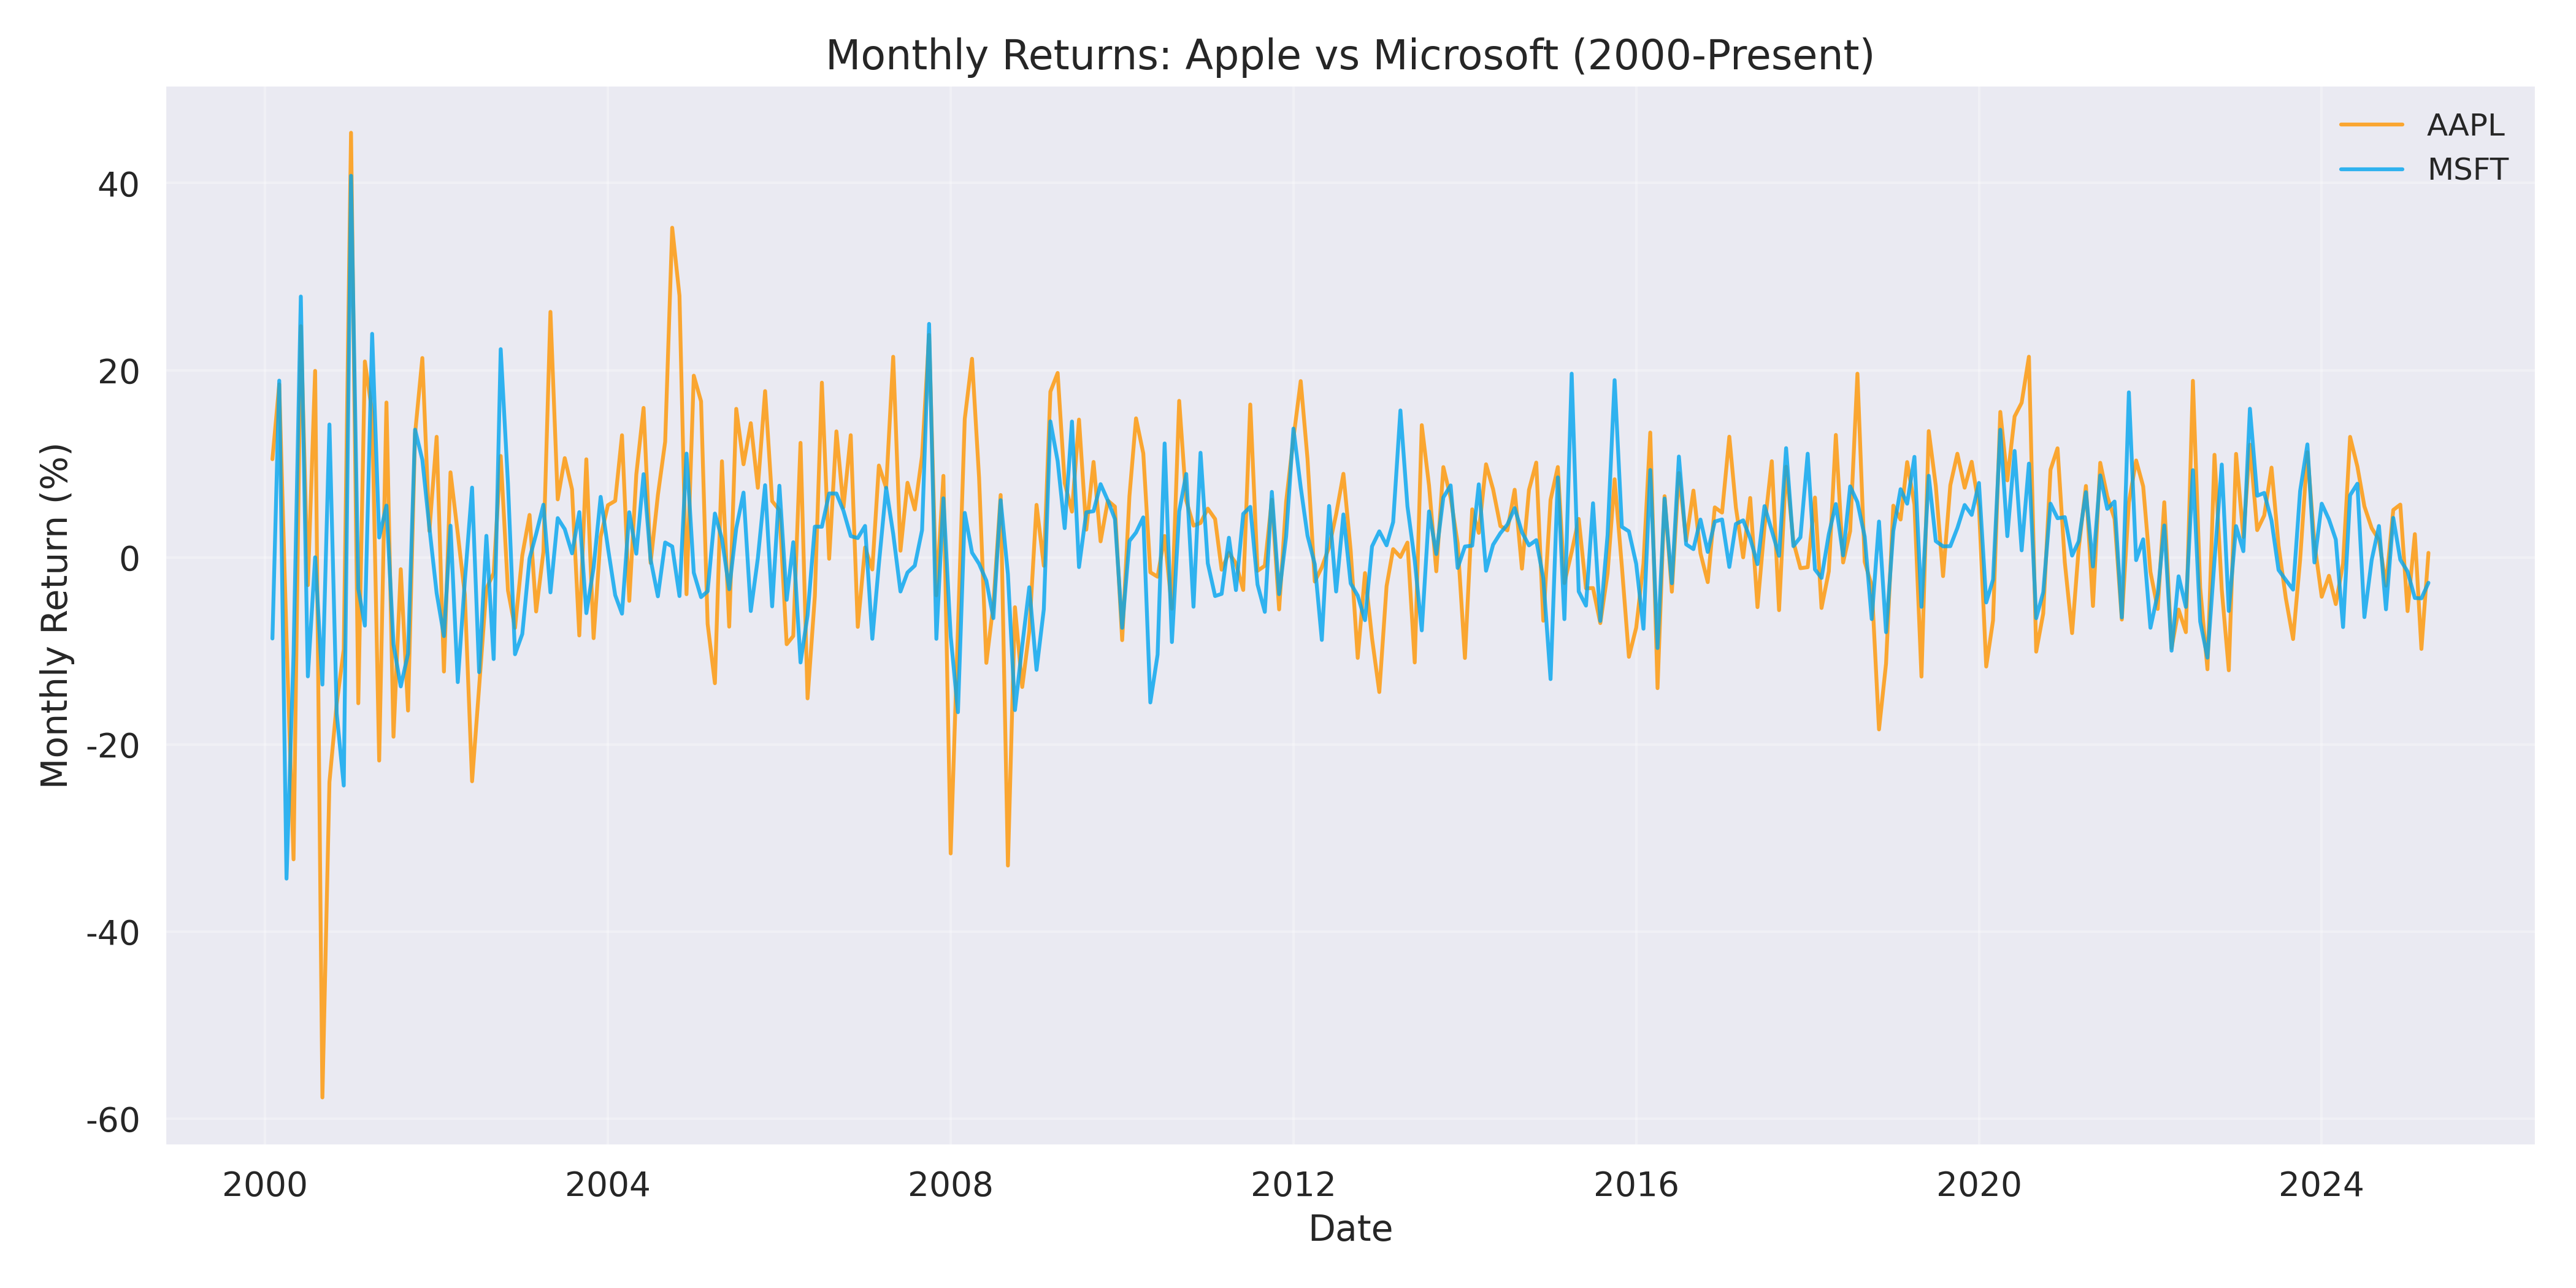 Monthly Returns: Apple vs Microsoft (2000-Present)
AAPL
MSFT
Monthly Return (%)
40
20
0
-20
-40
-60
2000 2004 2008 2012 2016 2020 2024
Date